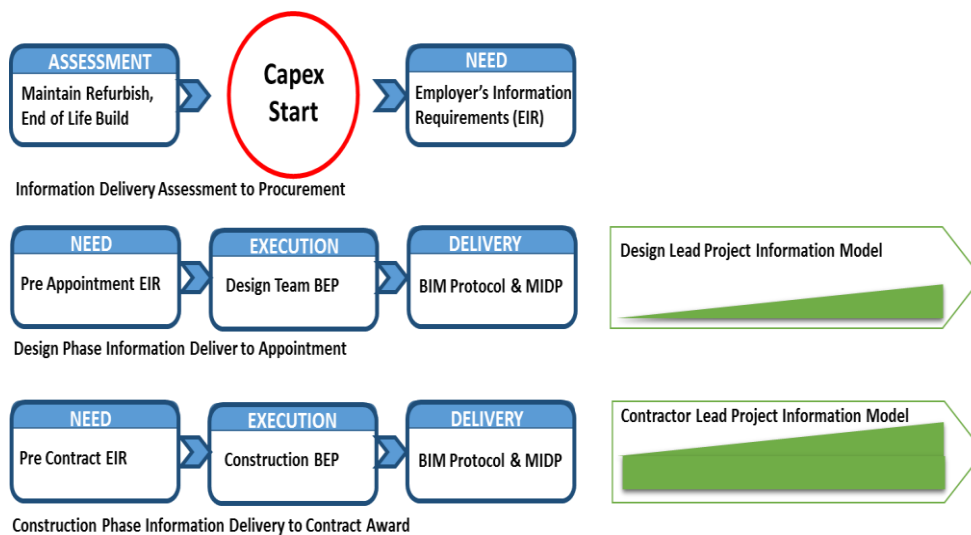 ASSESSMENT
Maintain Refurbish,
End of Life Build
Capex
Start
NEED
Employer's Information
Requirements (EIR)
Information Delivery Assessment to Procurement
NEED
Pre Appointment EIR
EXECUTION
Design Team BEP
DELIVERY
BIM Protocol & MIDP
Design Lead Project Information Model
Design Phase Information Deliver to Appointment
NEED
Pre Contract EIR
EXECUTION
Construction BEP
DELIVERY
BIM Protocol & MIDP
Contractor Lead Project Information Model
Construction Phase Information Delivery to Contract Award